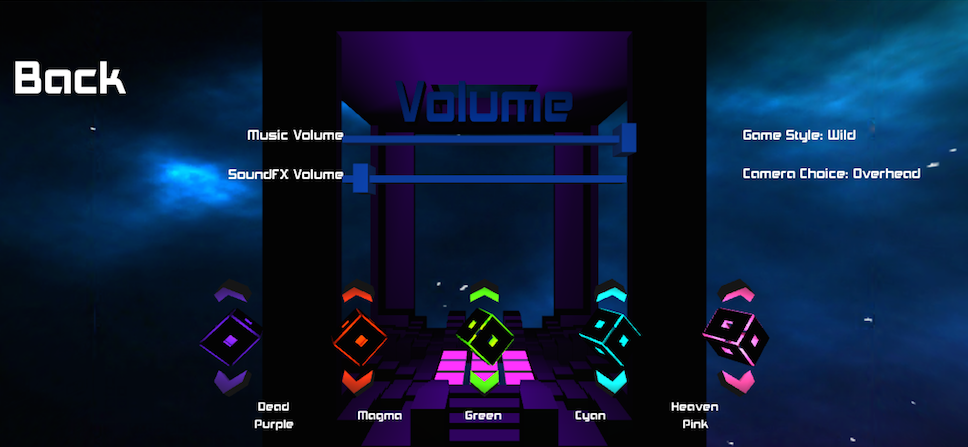 Back
Volume
Music Volume
Game Style: Wild
SoundFX Volume
Camera Choice: Overhead
Dead
Purple
Magma
Green
Cyan
Heaven
Pink